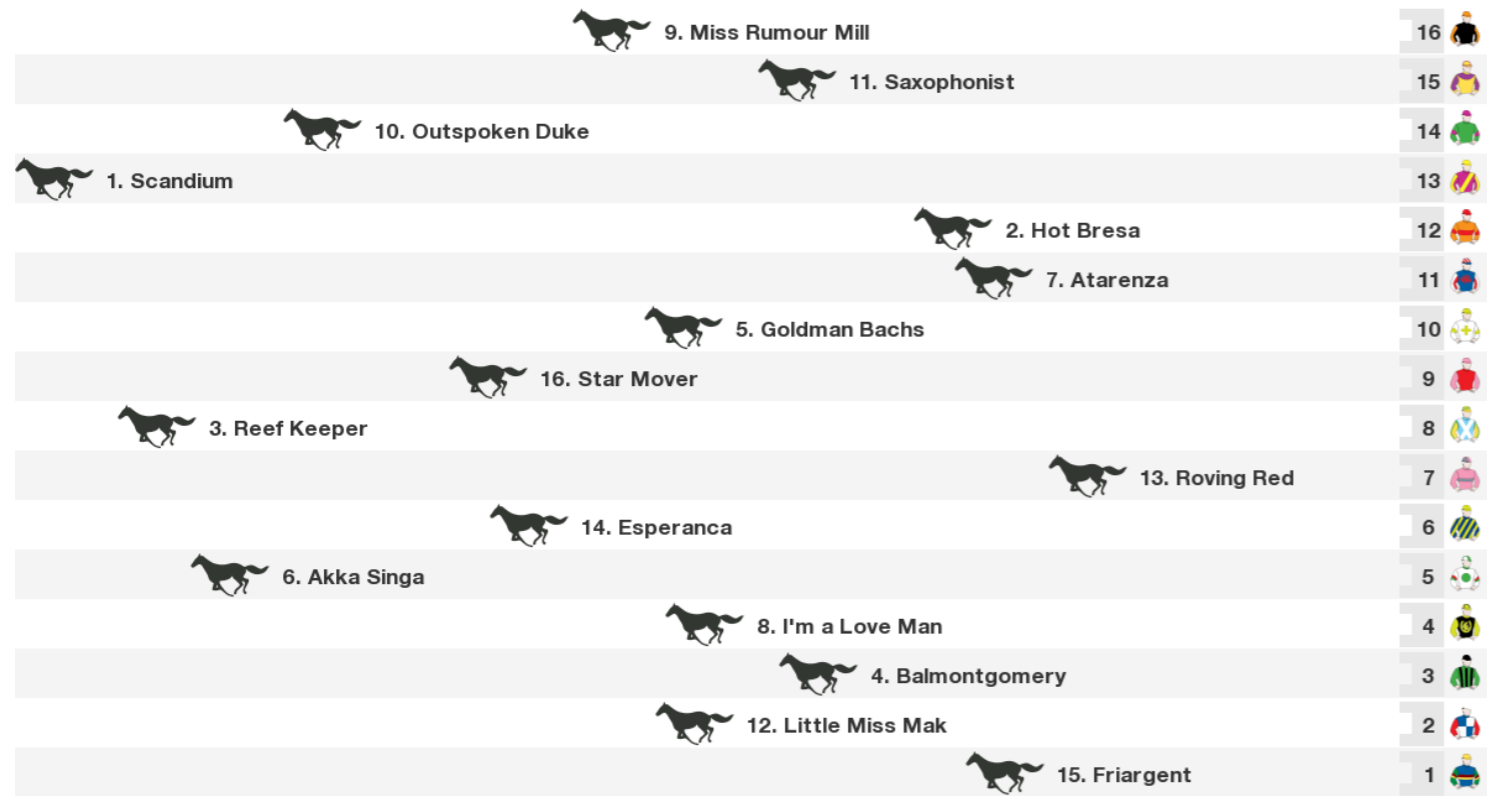 9. Miss Rumour Mill 16
11. Saxophonist 15
10. Outspoken Duke 14
1. Scandium 13
2. Hot Bresa 12
7. Atarenza 11
5. Goldman Bachs 10
16. Star Mover 9
3. Reef Keeper 8
13. Roving Red 7
14. Esperanca 6
6. Akka Singa 5
8. I'm a Love Man 4
4. Balmontgomery 3
12. Little Miss Mak 2
15. Friargent 1